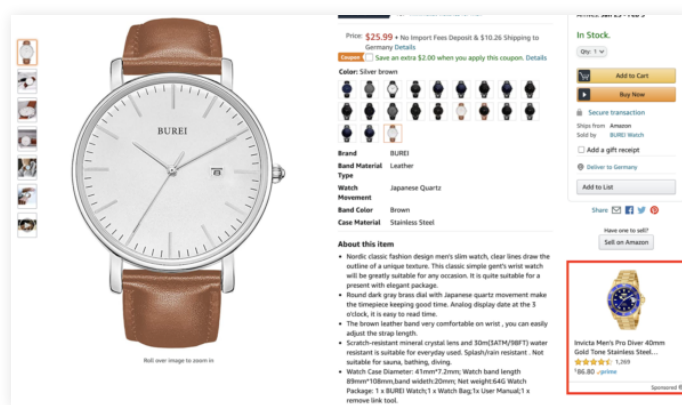 BUREI
Roll over image to zoom in
Price: $25.99 + No Import Fees Deposit & $10.26 Shipping to
Germany Details
Coupon Save an extra $2.00 when you apply this coupon. Details
Color: Silver brown
Brand BUREI
Band Material Leather
Type
Watch Japanese Quartz
Movement
Band Color Brown
Case Material Stainless Steel
About this item
Nordic classic fashion design men's slim watch, clear lines draw the
outline of a unique texture. This classic simple gent's wrist watch
will be greatly suitable for any occasion. It is quite suitable for a
present with elegant package.
Round dark gray brass dial with Japanese quartz movement make
the timepiece keeping good time. Analog display date at the 3
o'clock, it is easy to read time.
The brown leather band very comfortable on wrist , you can easily
adjust the strap length.
Scratch-resistant mineral crystal lens and 30m(3ATM/98FT) water
resistant is suitable for everyday used. Splash/rain resistant . Not
suitable for sauna, bathing, diving.
Watch Case Diameter: 41mm*7.2mm; Watch band length
89mm*108mm,band wideth:20mm; Net weight:64G Watch
Package: 1 x BUREI Watch;1 x Watch Bag;1x User Manual;1 x
remove link tool.
In Stock.
Qty: 1
Add to Cart
Buy Now
Secure transaction
Ships from Amazon
Sold by BUREI Watch
Add a gift receipt
Deliver to Germany
Add to List
Share
Have one to sell?
Sell on Amazon
Invicta Men's Pro Diver 40mm
Gold Tone Stainless Steel...
1,269
$86.80 prime
Sponsored